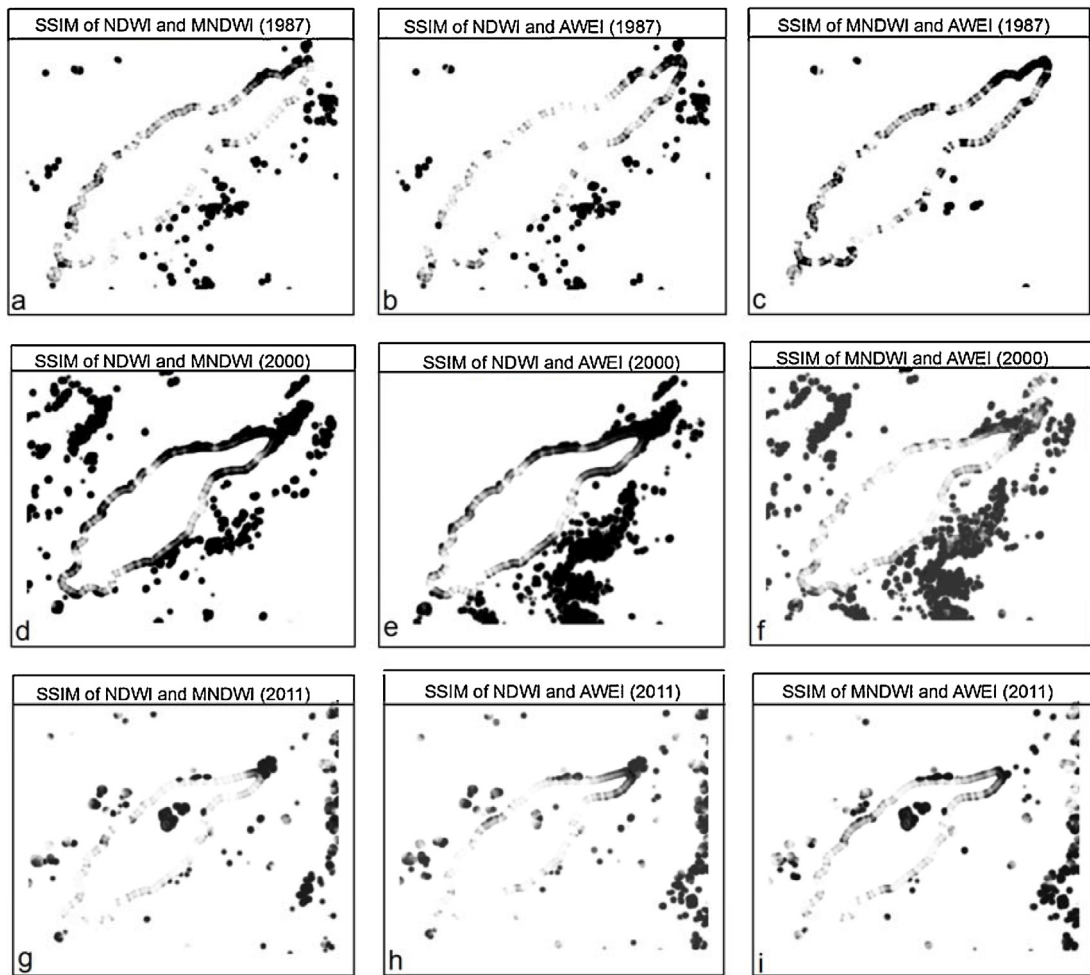 SSIM of NDWI and MNDWI (1987)
SSIM of NDWI and AWEI (1987)
SSIM of MNDWI and AWEI (1987)
a
b
c
SSIM of NDWI and MNDWI (2000)
SSIM of NDWI and AWEI (2000)
SSIM of MNDWI and AWEI (2000)
d
e
f
SSIM of NDWI and MNDWI (2011)
SSIM of NDWI and AWEI (2011)
SSIM of MNDWI and AWEI (2011)
g
h
i